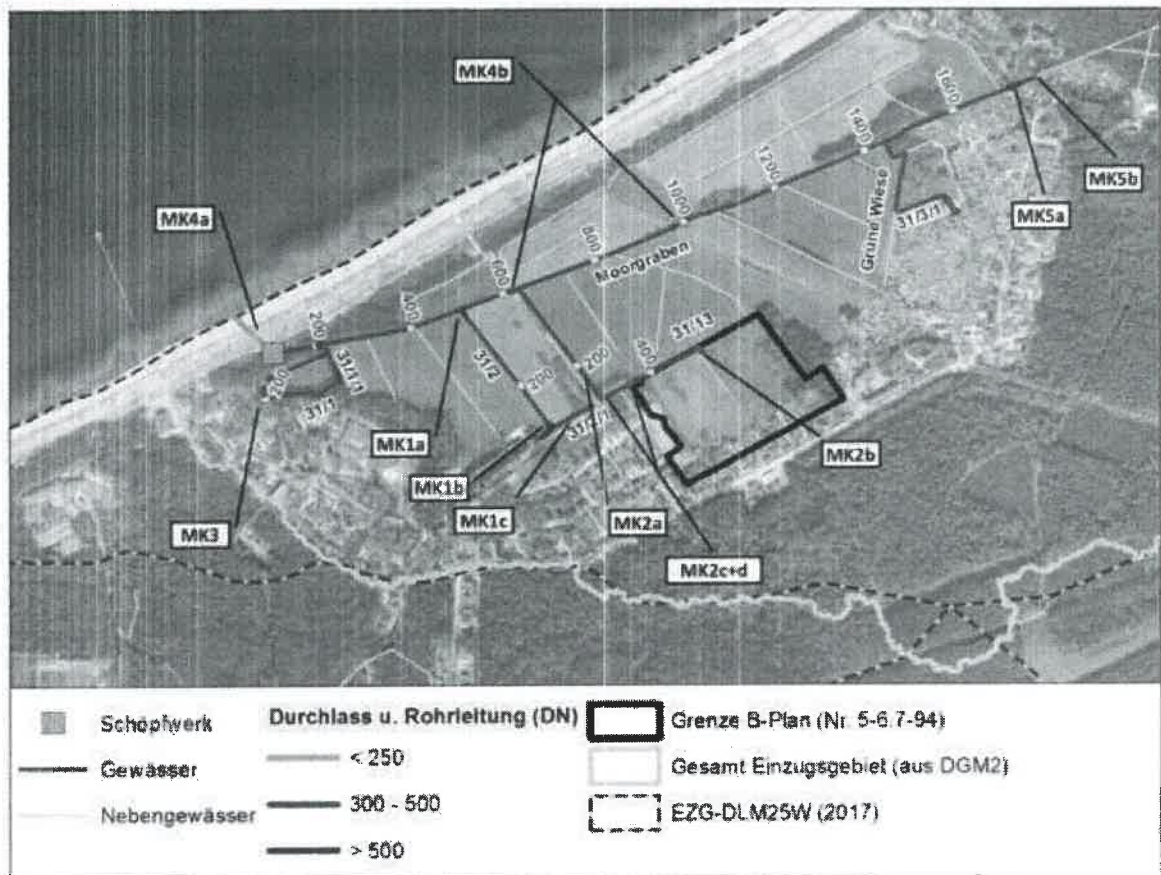 MK4b
1600
MK5b
1400
MK5a
1200
Grüne Wiese
31/3/1
1000
MK4a
800
Moorgraben
600
400
200
31/13
31/1/1
31/2
400
200
200
200
31/1
MK1a
MK1b
MK2b
MK1c
MK2a
MK3
MK2c+d
Schöpfwerk
Gewässer
Nebengewässer
Durchlass u. Rohrleitung (DN)
< 250
300 - 500
> 500
Grenze B-Plan (Nr. 5-6.7-94)
Gesamt Einzugsgebiet (aus DGM2)
EZG-DLM25W (2017)